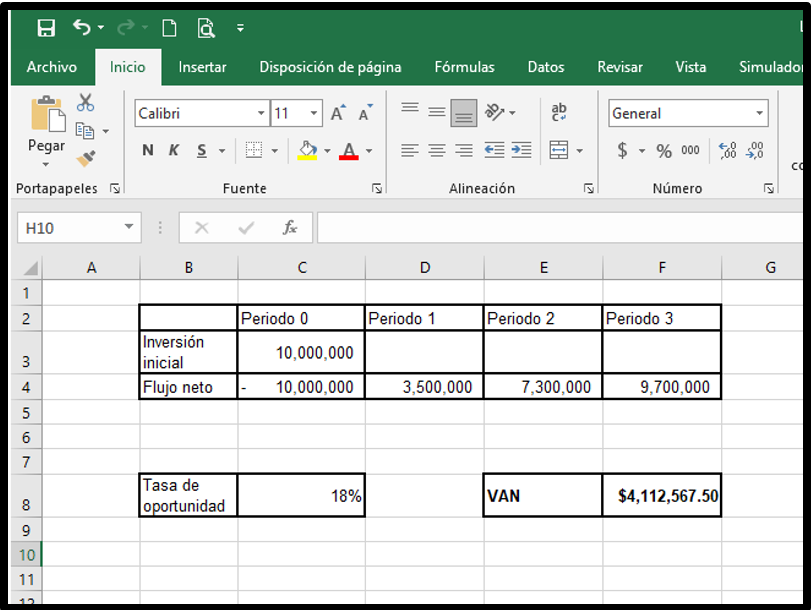 Archivo Inicio Insertar Disposición de página Fórmulas Datos Revisar Vista Simulador
Pegar
Calibri 11 A A
ab
General
N K S A
$ % 000
Portapapeles Fuente Alineación Número
H10 fx
A B C D E F G
1
2 Periodo 0 Periodo 1 Periodo 2 Periodo 3
Inversión
3 inicial 10,000,000
4 Flujo neto - 10,000,000 3,500,000 7,300,000 9,700,000
5
6
7
Tasa de
8 oportunidad 18% VAN $4,112,567.50
9
10
11
12